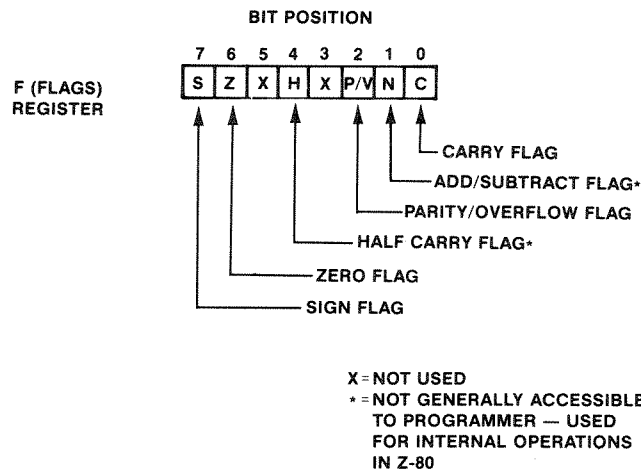 BIT POSITION
7 6 5 4 3 2 1 0
F (FLAGS)
REGISTER
S Z X H X P/V N C
CARRY FLAG
ADD/SUBTRACT FLAG*
PARITY/OVERFLOW FLAG
HALF CARRY FLAG*
ZERO FLAG
SIGN FLAG
X = NOT USED
* = NOT GENERALLY ACCESSIBLE
TO PROGRAMMER — USED
FOR INTERNAL OPERATIONS
IN Z-80